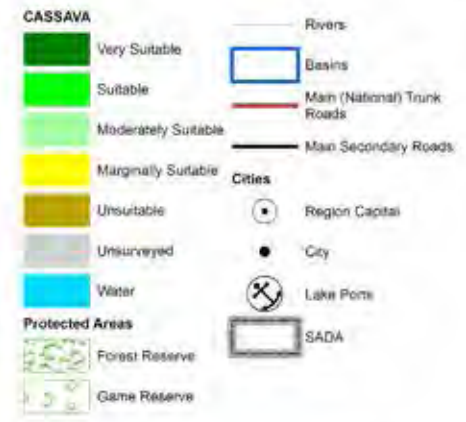 CASSAVA
Very Suitable
Suitable
Moderately Suitable
Marginally Suitable
Unsuitable
Unsurveyed
Water
Protected Areas
Forest Reserve
Game Reserve
Rivers
Basins
Main (National) Trunk
Roads
Main Secondary Roads
Cities
Region Capital
City
Lake Ports
SADA